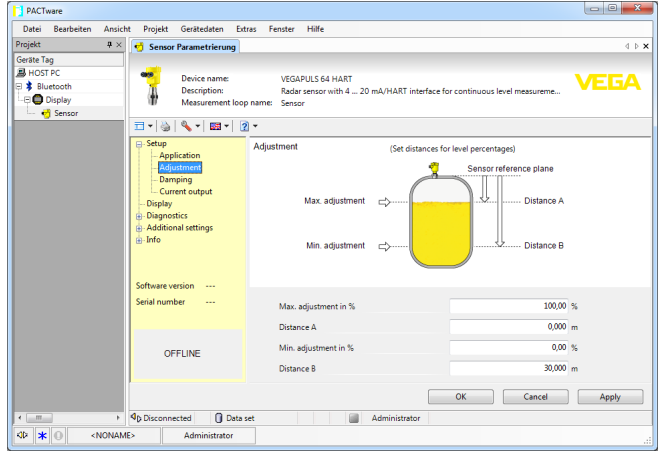 PACTware
Datei Bearbeiten Ansicht Projekt Gerätedaten Extras Fenster Hilfe
Projekt
Geräte Tag
HOST PC
Bluetooth
Display
Sensor
Sensor Parametrierung
Device name: VEGAPULS 64 HART
Description: Radar sensor with 4 ... 20 mA/HART interface for continuous level measureme...
Measurement loop name: Sensor
VEGA
Setup
Application
Adjustment
Damping
Current output
Display
Diagnostics
Additional settings
Info
Software version ---
Serial number ---
OFFLINE
Adjustment (Set distances for level percentages)
Sensor reference plane
Max. adjustment Distance A
Min. adjustment Distance B
Max. adjustment in % 100,00 %
Distance A 0,000 m
Min. adjustment in % 0,00 %
Distance B 30,000 m
OK Cancel Apply
Disconnected Data set Administrator
<NONAME> Administrator